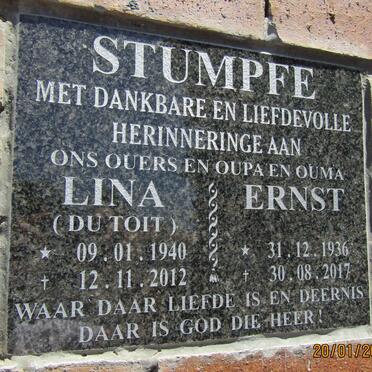 STUMPFE
MET DANKBARE EN LIEFDEVOLLE
HERINNERINGE AAN
ONS OUERS EN OUPA EN OUMA
LINA ERNST
(DU TOIT)
★ 09.01.1940 ★ 31.12.1936
† 12.11.2012 † 30.08.2017
WAAR DAAR LIEFDE IS EN DEERNIS
DAAR IS GOD DIE HEER!